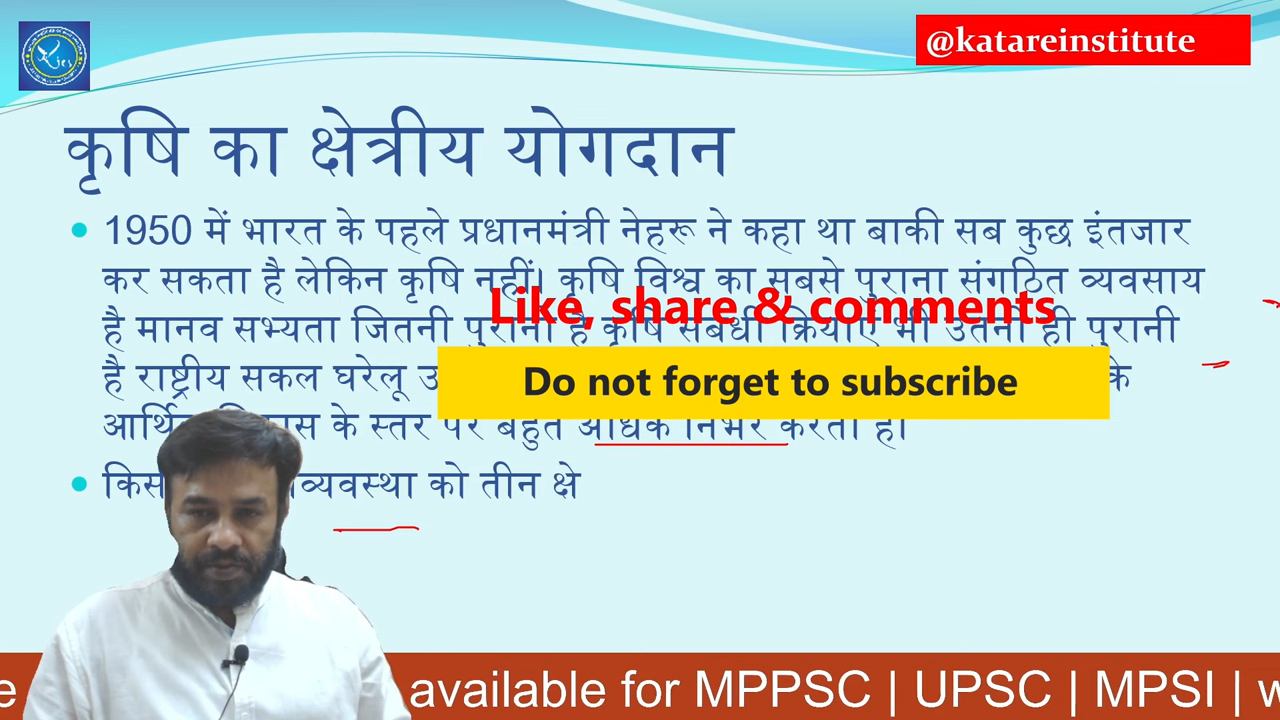 @katareinstitute
कृषि का क्षेत्रीय योगदान
1950 में भारत के पहले प्रधानमंत्री नेहरू ने कहा था बाकी सब कुछ इंतजार
कर सकता है लेकिन कृषि नहीं। कृषि विश्व का सबसे पुराना संगठित व्यवसाय
Like, share & comments
है मानव सभ्यता जितनी पुरानी है कृषि संबंधी क्रियाएं भी उतनी ही पुरानी
है राष्ट्रीय सकल घरेलू के
Do not forget to subscribe
के स्तर पर बहुत अधिक निर्भर करता है।
को तीन क्षे
available for MPPSC | UPSC | MPSI |